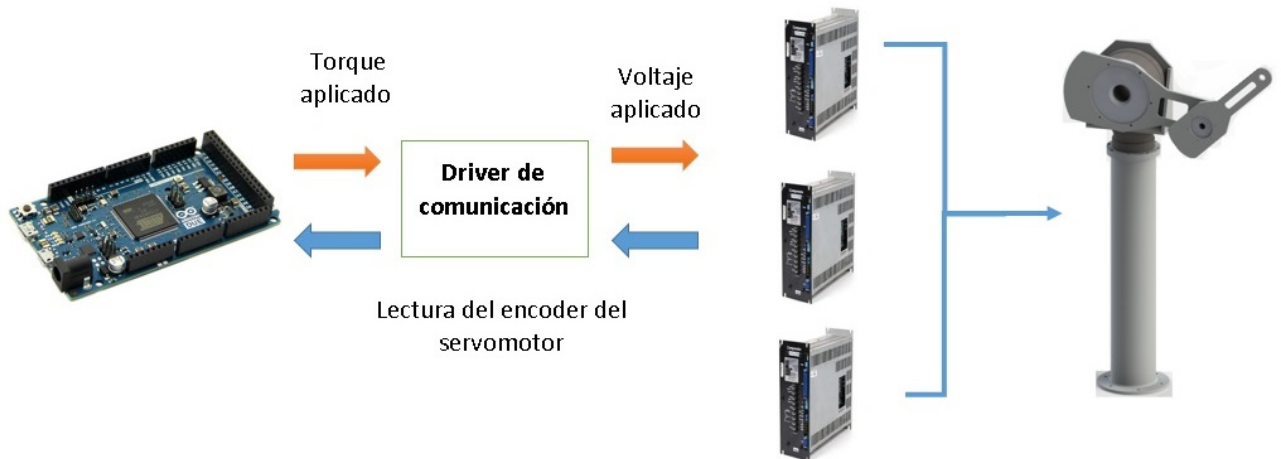 Torque
aplicado
Voltaje
aplicado
Driver de
comunicación
Lectura del encoder del
servomotor